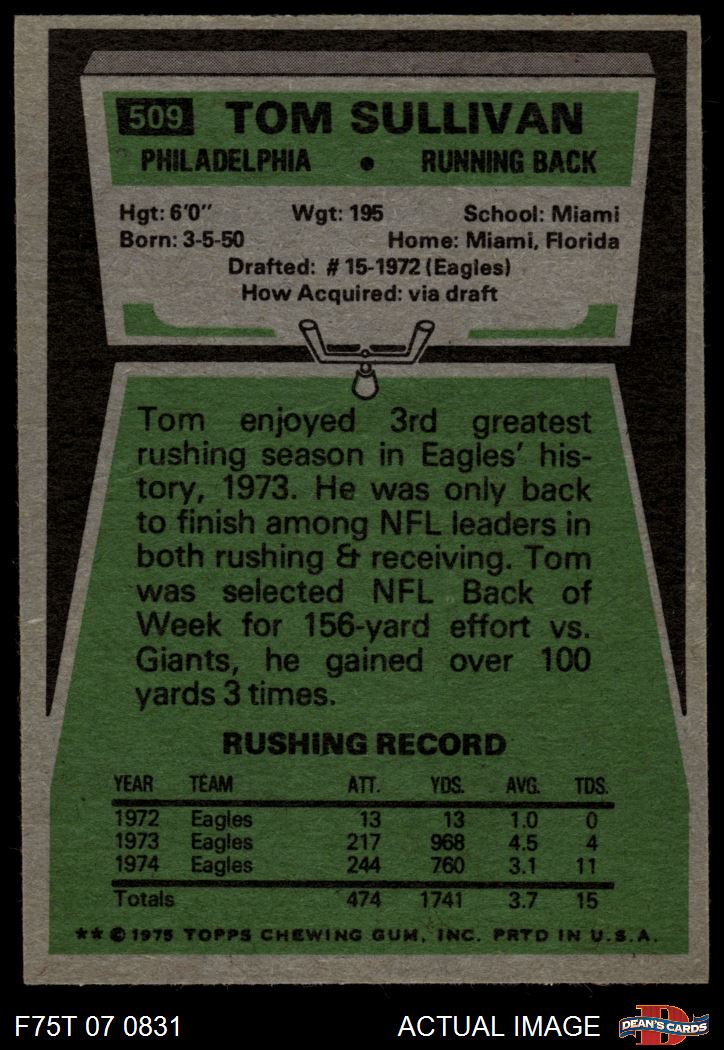 509 TOM SULLIVAN
PHILADELPHIA • RUNNING BACK
Hgt: 6'0" Wgt: 195 School: Miami
Born: 3-5-50 Home: Miami, Florida
Drafted: # 15-1972 (Eagles)
How Acquired: via draft
Tom enjoyed 3rd greatest
rushing season in Eagles' his-
tory, 1973. He was only back
to finish among NFL leaders in
both rushing & receiving. Tom
was selected NFL Back of
Week for 156-yard effort vs.
Giants, he gained over 100
yards 3 times.
RUSHING RECORD
YEAR TEAM ATT. YDS. AVG. TDS.
1972 Eagles 13 13 1.0 0
1973 Eagles 217 968 4.5 4
1974 Eagles 244 760 3.1 11
Totals 474 1741 3.7 15
** © 1975 TOPPS CHEWING GUM, INC. PRTD IN U.S.A.
F75T 07 0831 ACTUAL IMAGE D DEAN'S CARDS